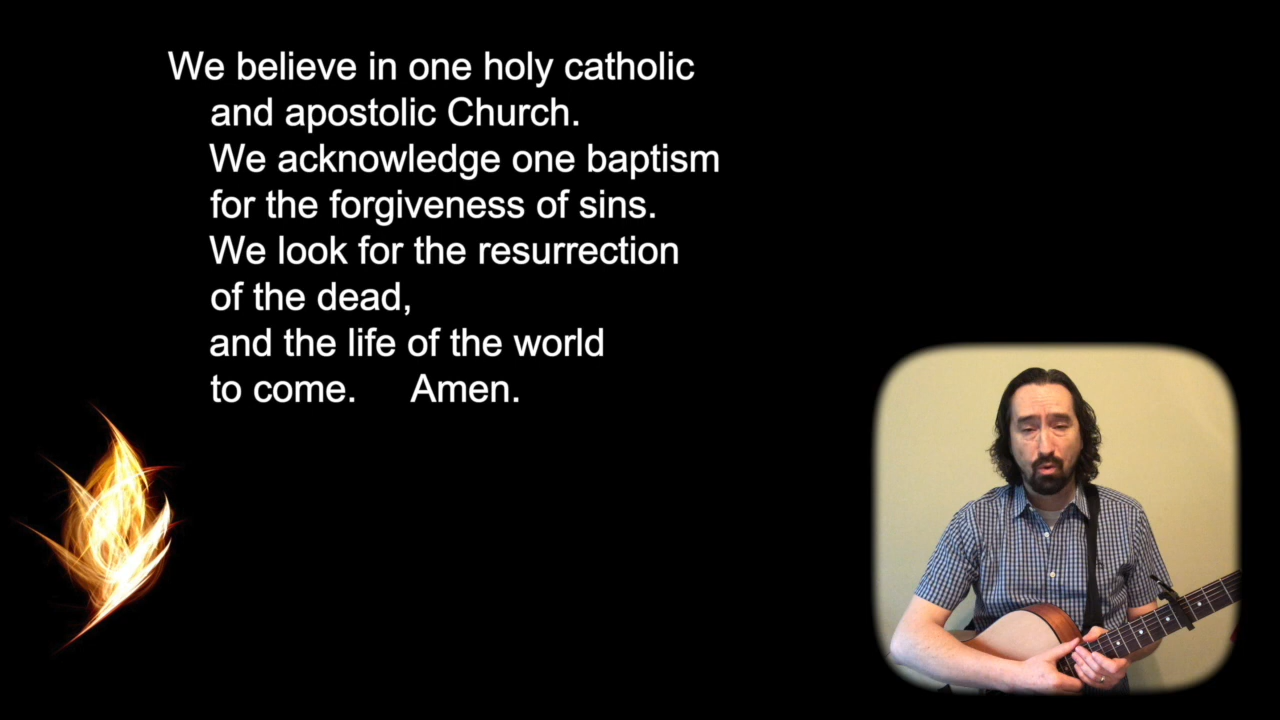 We believe in one holy catholic
and apostolic Church.
We acknowledge one baptism
for the forgiveness of sins.
We look for the resurrection
of the dead,
and the life of the world
to come. Amen.